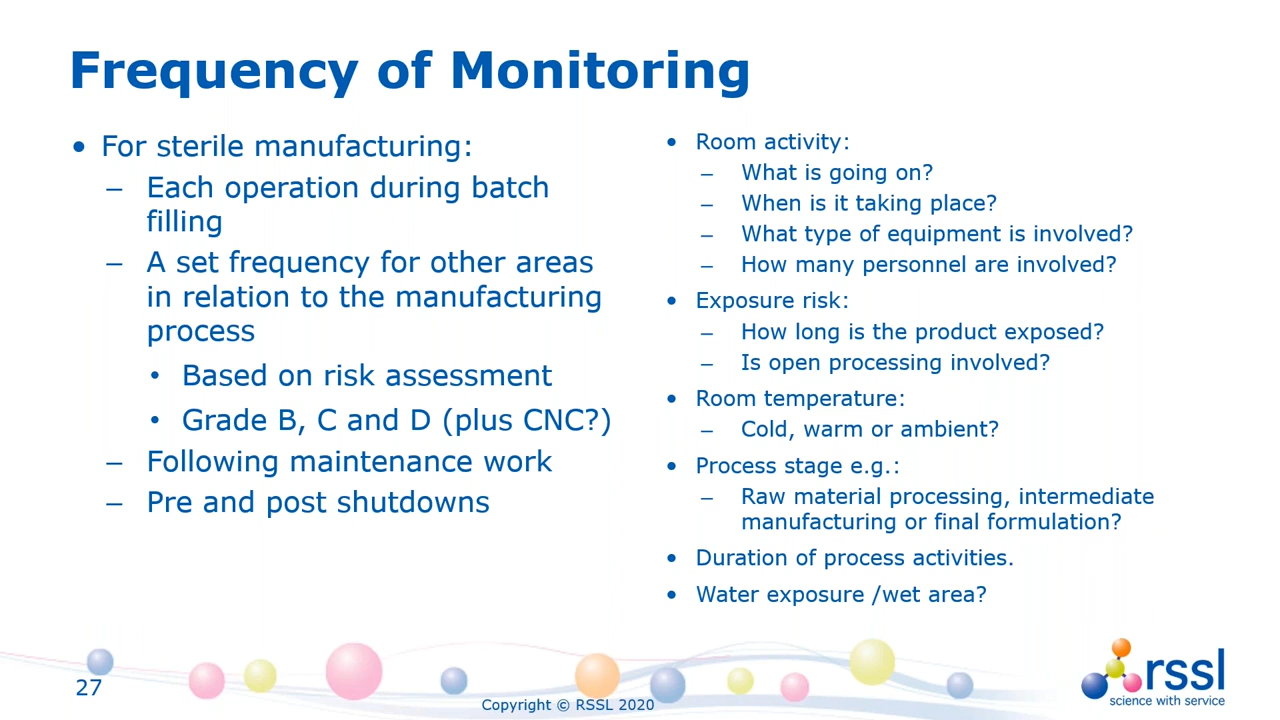 Frequency of Monitoring
• For sterile manufacturing:
– Each operation during batch
filling
– A set frequency for other areas
in relation to the manufacturing
process
• Based on risk assessment
• Grade B, C and D (plus CNC?)
– Following maintenance work
– Pre and post shutdowns
• Room activity:
– What is going on?
– When is it taking place?
– What type of equipment is involved?
– How many personnel are involved?
• Exposure risk:
– How long is the product exposed?
– Is open processing involved?
• Room temperature:
– Cold, warm or ambient?
• Process stage e.g.:
– Raw material processing, intermediate
manufacturing or final formulation?
• Duration of process activities.
• Water exposure /wet area?
27
Copyright © RSSL 2020
rssl
science with service